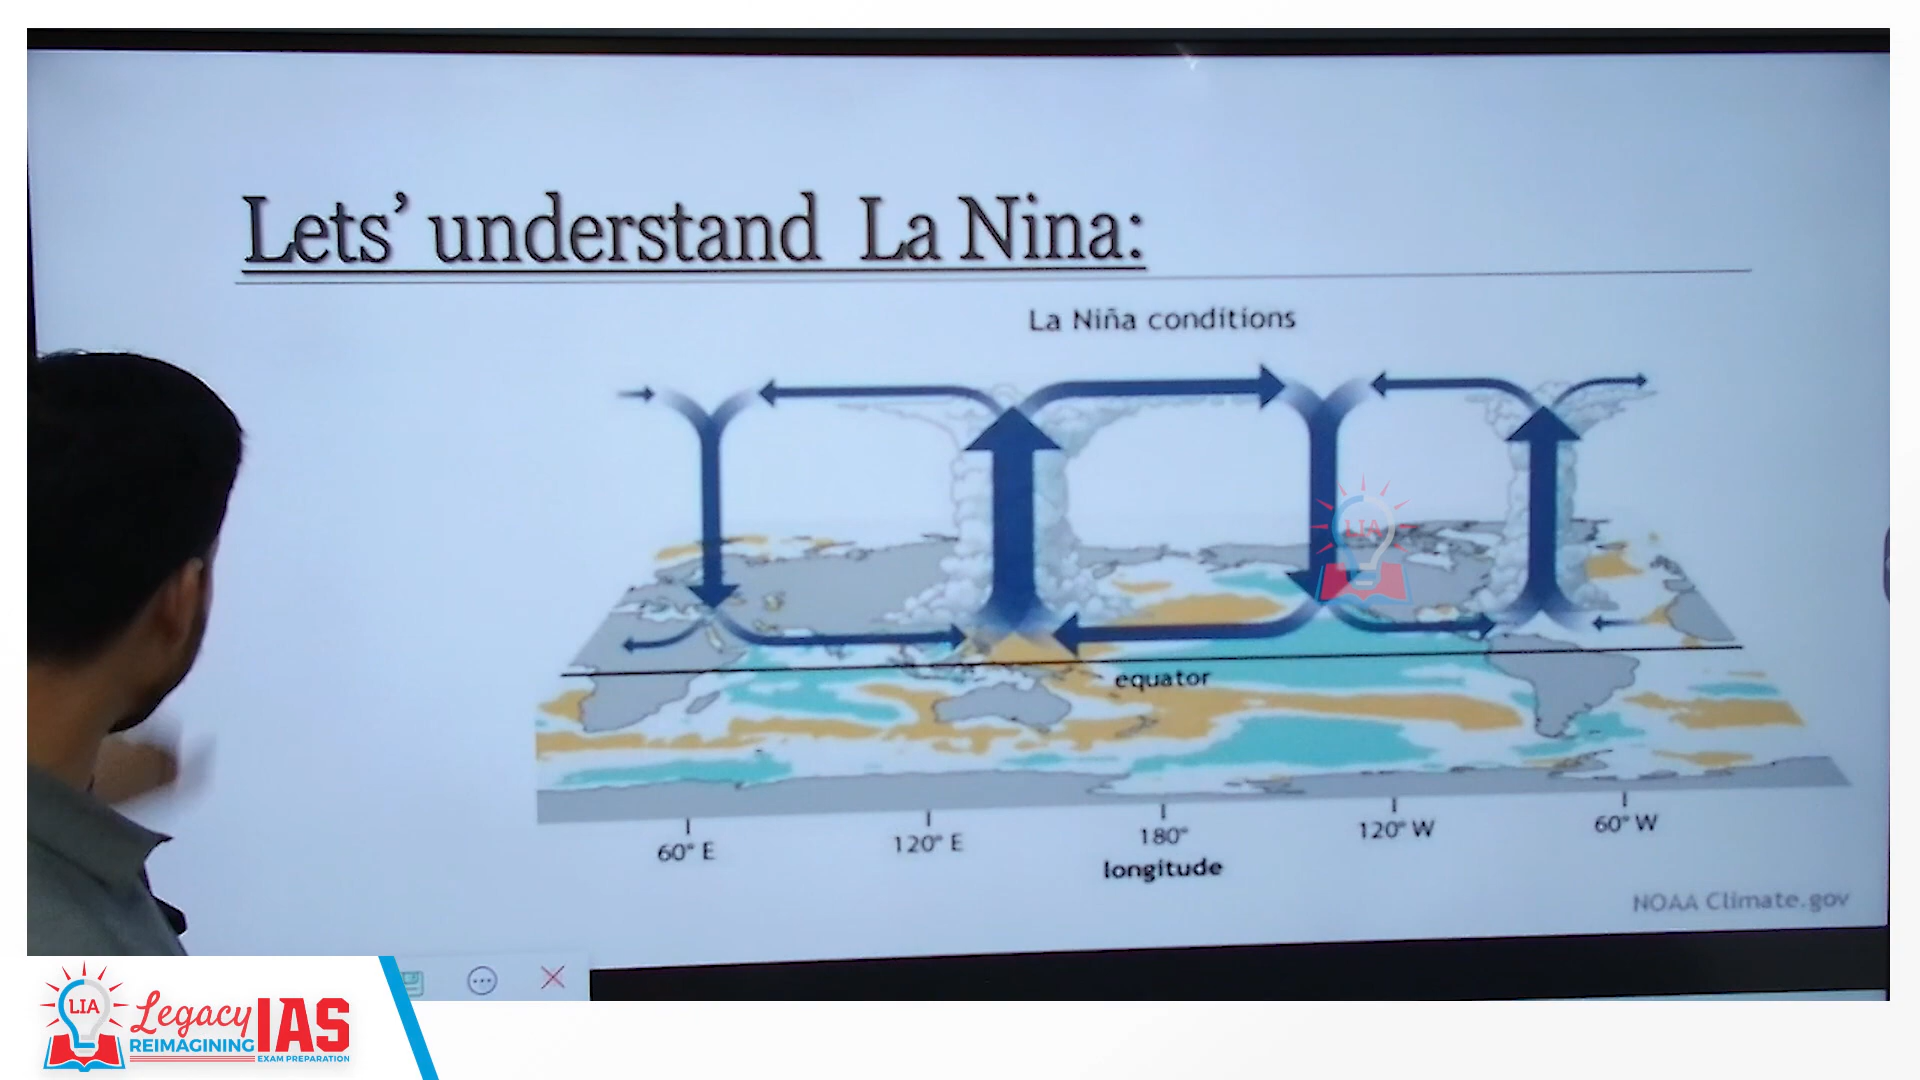 Lets’ understand La Nina:
La Niña conditions
LIA
equator
60° E
120° E
180°
120° W
60° W
longitude
NOAA Climate.gov
LIA
Legacy IAS
REIMAGINING
EXAM PREPARATION